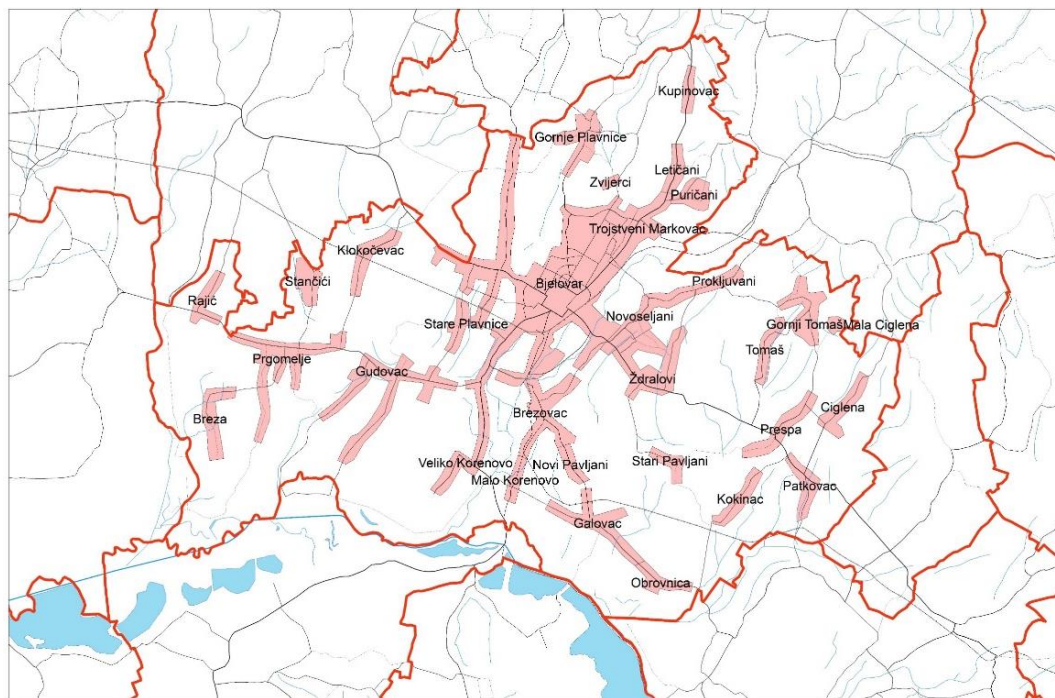 Kupinovac
Gornje Plavnice
Letičani
Zvijerci
Puričani
Trojstveni Markovac
Klokočevac
Stančići
Bjelovar
Prokljuvani
Rajić
Novoseljani
Stare Plavnice
Gornji Tomaš
Mala Ciglena
Tomaš
Prgomelje
Gudovac
Ždralovi
Breza
Brezovac
Ciglena
Prespa
Veliko Korenovo
Novi Pavljani
Stari Pavljani
Malo Korenovo
Patkovac
Kokinac
Galovac
Obrovnica